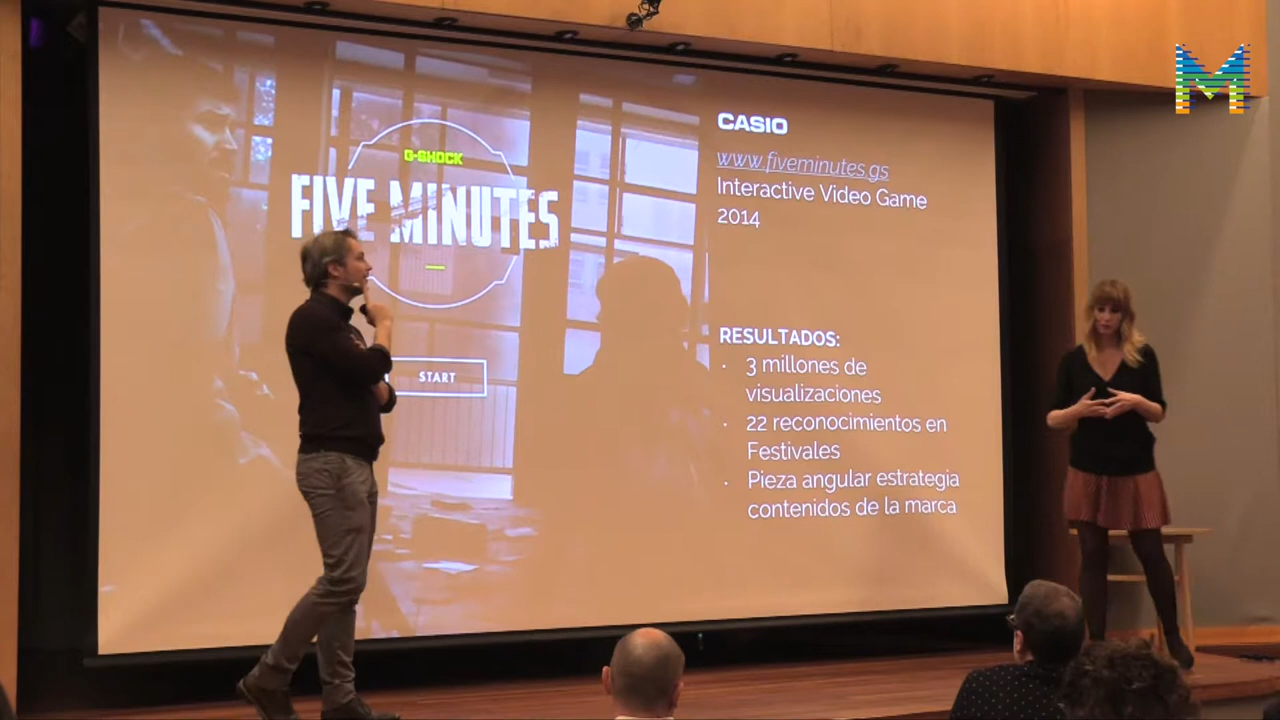 M
CASIO
G-SHOCK
www.fiveminutes.gs
FIVE MINUTES
Interactive Video Game
2014
RESULTADOS:
· 3 millones de
visualizaciones
START
· 22 reconocimientos en
Festivales
· Pieza angular estrategia
contenidos de la marca